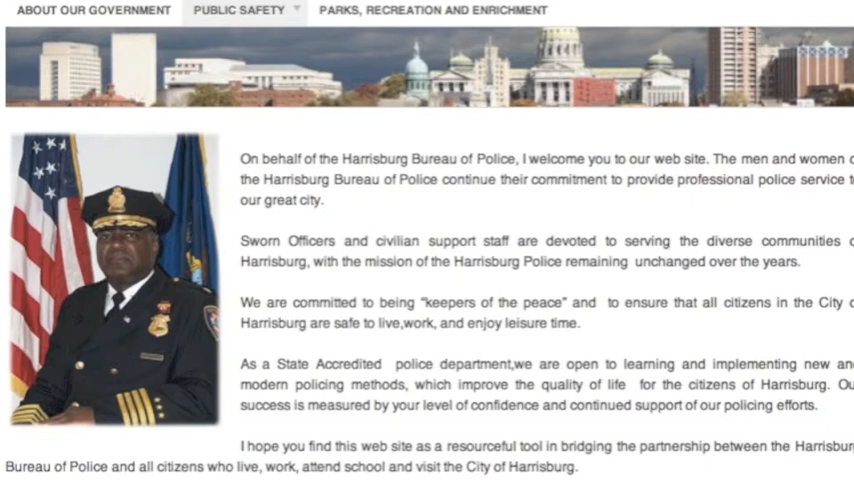 ABOUT OUR GOVERNMENT PUBLIC SAFETY PARKS, RECREATION AND ENRICHMENT
On behalf of the Harrisburg Bureau of Police, I welcome you to our web site. The men and women
the Harrisburg Bureau of Police continue their commitment to provide professional police service
our great city.
Sworn Officers and civilian support staff are devoted to serving the diverse communities
Harrisburg, with the mission of the Harrisburg Police remaining unchanged over the years.
We are committed to being "keepers of the peace" and to ensure that all citizens in the City
Harrisburg are safe to live,work, and enjoy leisure time.
As a State Accredited police department,we are open to learning and implementing new
modern policing methods, which improve the quality of life for the citizens of Harrisburg.
success is measured by your level of confidence and continued support of our policing efforts.
I hope you find this web site as a resourceful tool in bridging the partnership between the Harrisburg
Bureau of Police and all citizens who live, work, attend school and visit the City of Harrisburg.